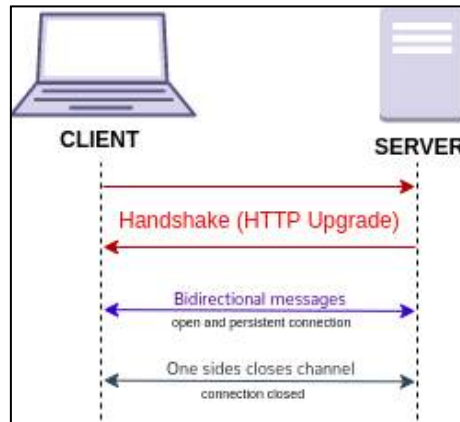 CLIENT
SERVER
Handshake (HTTP Upgrade)
Bidirectional messages
open and persistent connection
One sides closes channel
connection closed